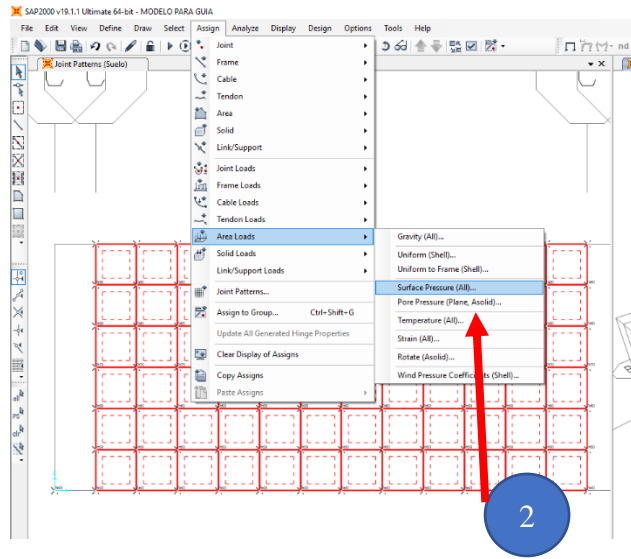 SAP2000 v19.1.1 Ultimate 64-bit - MODELO PARA GUIA
File Edit View Define Draw Select Assign Analyze Display Design Options Tools Help
nd
Joint Patterns (Suelo)
Joint
Frame
Cable
Tendon
Area
Solid
Link/Support
Joint Loads
Frame Loads
Cable Loads
Tendon Loads
Area Loads
Solid Loads
Link/Support Loads
Joint Patterns...
Assign to Group... Ctrl+Shift+G
Update All Generated Hinge Properties
Clear Display of Assigns
Copy Assigns
Paste Assigns
Gravity (All)...
Uniform (Shell)...
Uniform to Frame (Shell)...
Surface Pressure (All)...
Pore Pressure (Plane, Asolid)...
Temperature (All)...
Strain (All)...
Rotate (Asolid)...
Wind Pressure Coefficients (Shell)...
all
PS
clr
2